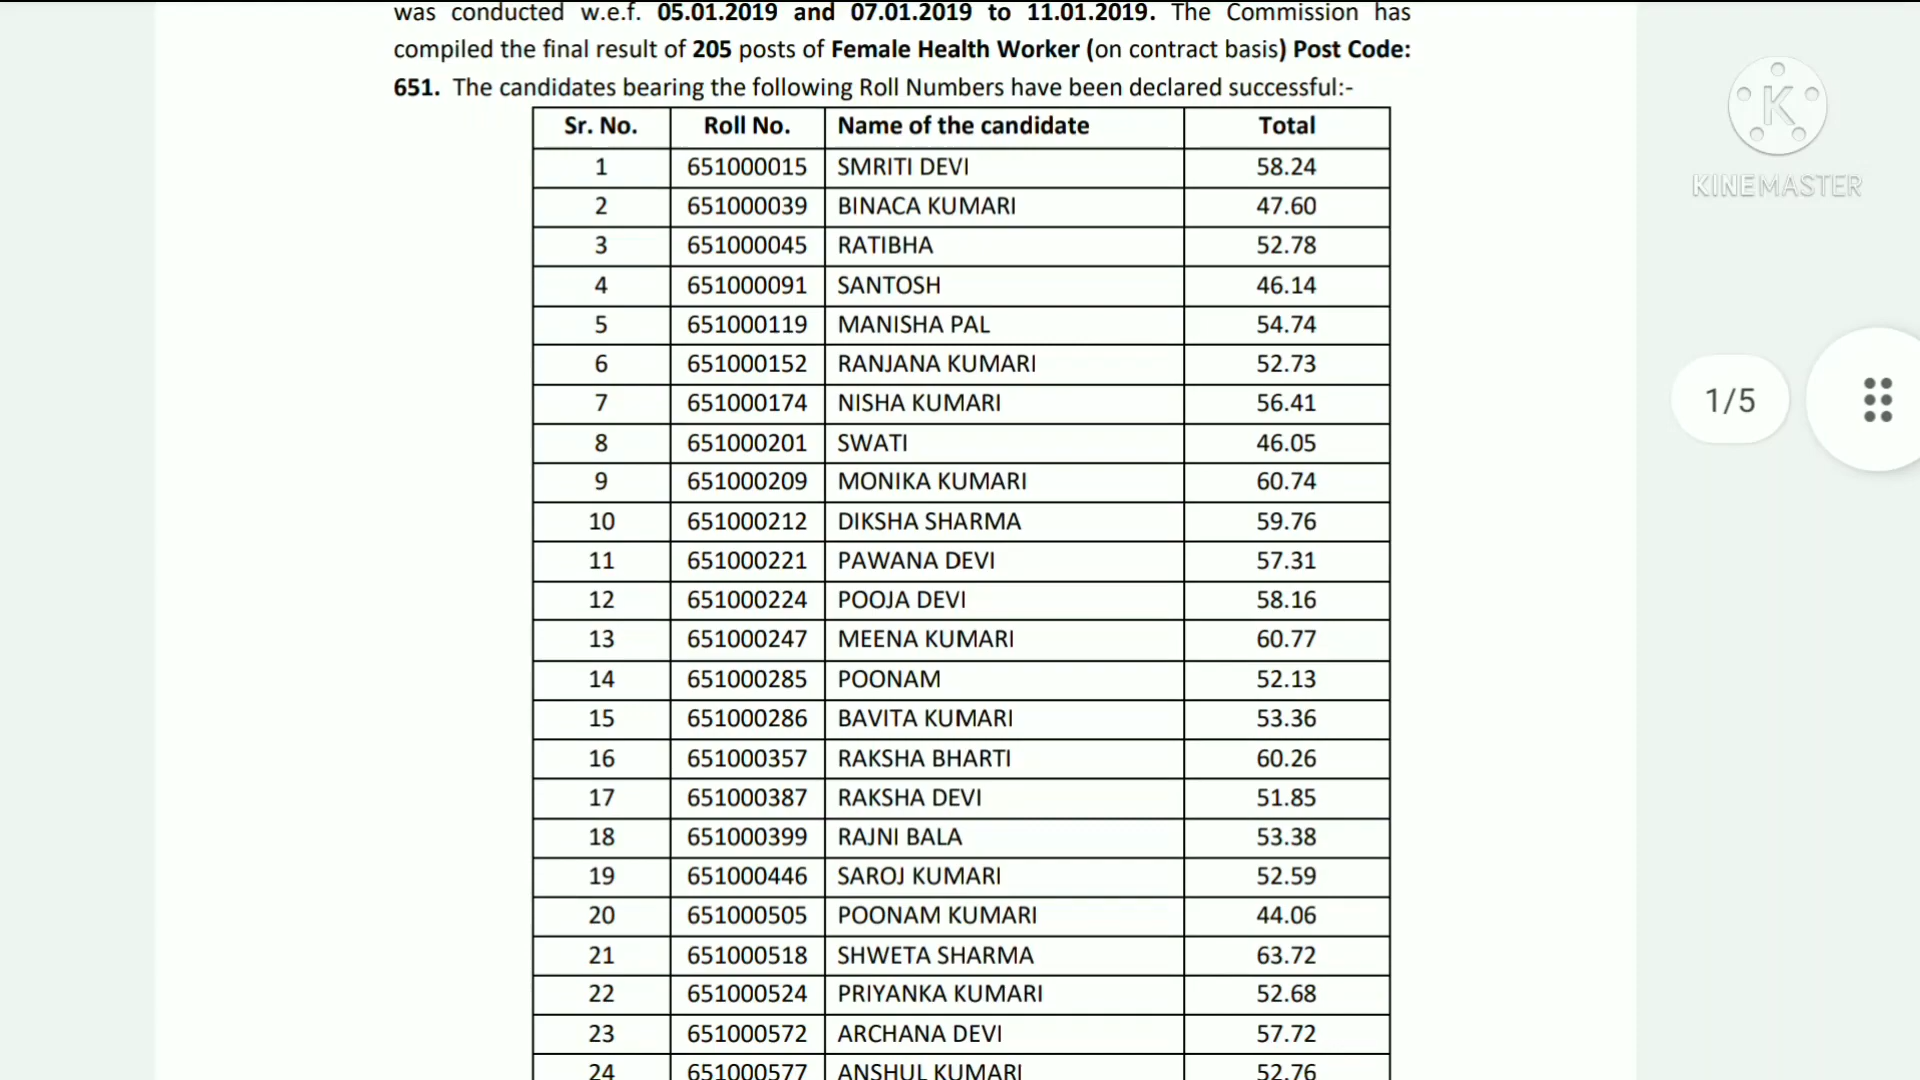 was conducted w.e.f. 05.01.2019 and 07.01.2019 to 11.01.2019. The Commission has
compiled the final result of 205 posts of Female Health Worker (on contract basis) Post Code:
651. The candidates bearing the following Roll Numbers have been declared successful:-
Sr. No. Roll No. Name of the candidate Total
1 651000015 SMRITI DEVI 58.24
2 651000039 BINACA KUMARI 47.60
3 651000045 RATIBHA 52.78
4 651000091 SANTOSH 46.14
5 651000119 MANISHA PAL 54.74
6 651000152 RANJANA KUMARI 52.73
7 651000174 NISHA KUMARI 56.41
8 651000201 SWATI 46.05
9 651000209 MONIKA KUMARI 60.74
10 651000212 DIKSHA SHARMA 59.76
11 651000221 PAWANA DEVI 57.31
12 651000224 POOJA DEVI 58.16
13 651000247 MEENA KUMARI 60.77
14 651000285 POONAM 52.13
15 651000286 BAVITA KUMARI 53.36
16 651000357 RAKSHA BHARTI 60.26
17 651000387 RAKSHA DEVI 51.85
18 651000399 RAJNI BALA 53.38
19 651000446 SAROJ KUMARI 52.59
20 651000505 POONAM KUMARI 44.06
21 651000518 SHWETA SHARMA 63.72
22 651000524 PRIYANKA KUMARI 52.68
23 651000572 ARCHANA DEVI 57.72
24 651000577 ANSHUL KUMARI 52.76
K
KINEMASTER
1/5